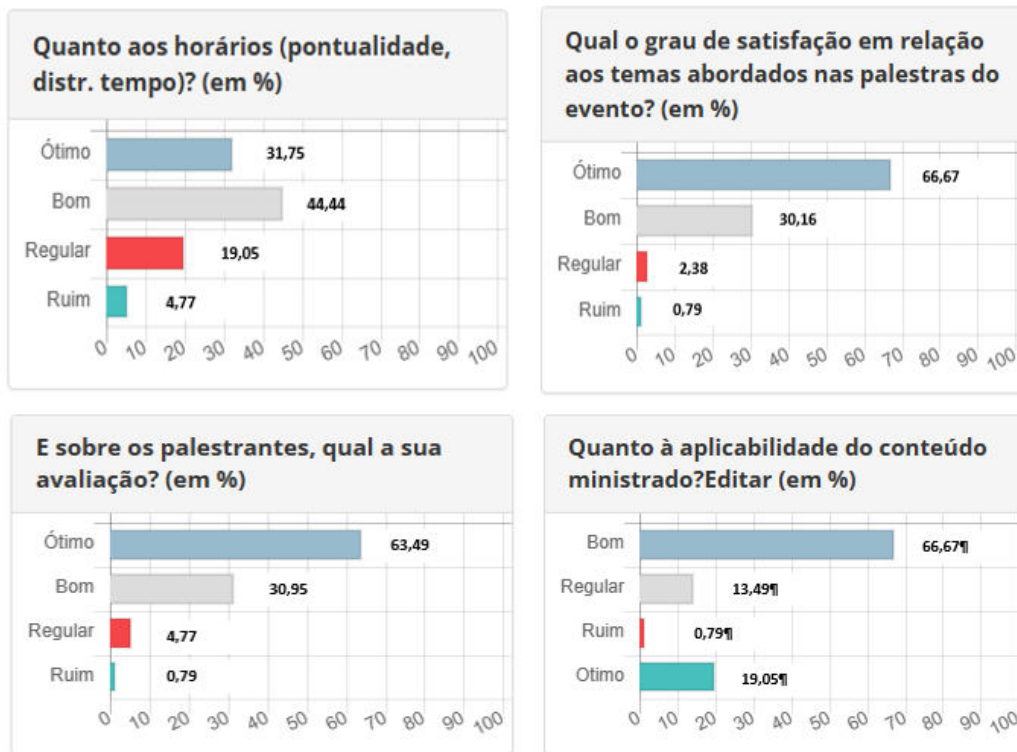 Quanto aos horários (pontualidade,
distr. tempo)? (em %)
Ótimo 31,75
Bom 44,44
Regular 19,05
Ruim 4,77
0 10 20 30 40 50 60 70 80 90 100
Qual o grau de satisfação em relação
aos temas abordados nas palestras do
evento? (em %)
Ótimo 66,67
Bom 30,16
Regular 2,38
Ruim 0,79
0 10 20 30 40 50 60 70 80 90 100
E sobre os palestrantes, qual a sua
avaliação? (em %)
Ótimo 63,49
Bom 30,95
Regular 4,77
Ruim 0,79
0 10 20 30 40 50 60 70 80 90 100
Quanto à aplicabilidade do conteúdo
ministrado?Editar (em %)
Bom 66,67¶
Regular 13,49¶
Ruim 0,79¶
Otimo 19,05¶
0 10 20 30 40 50 60 70 80 90 100